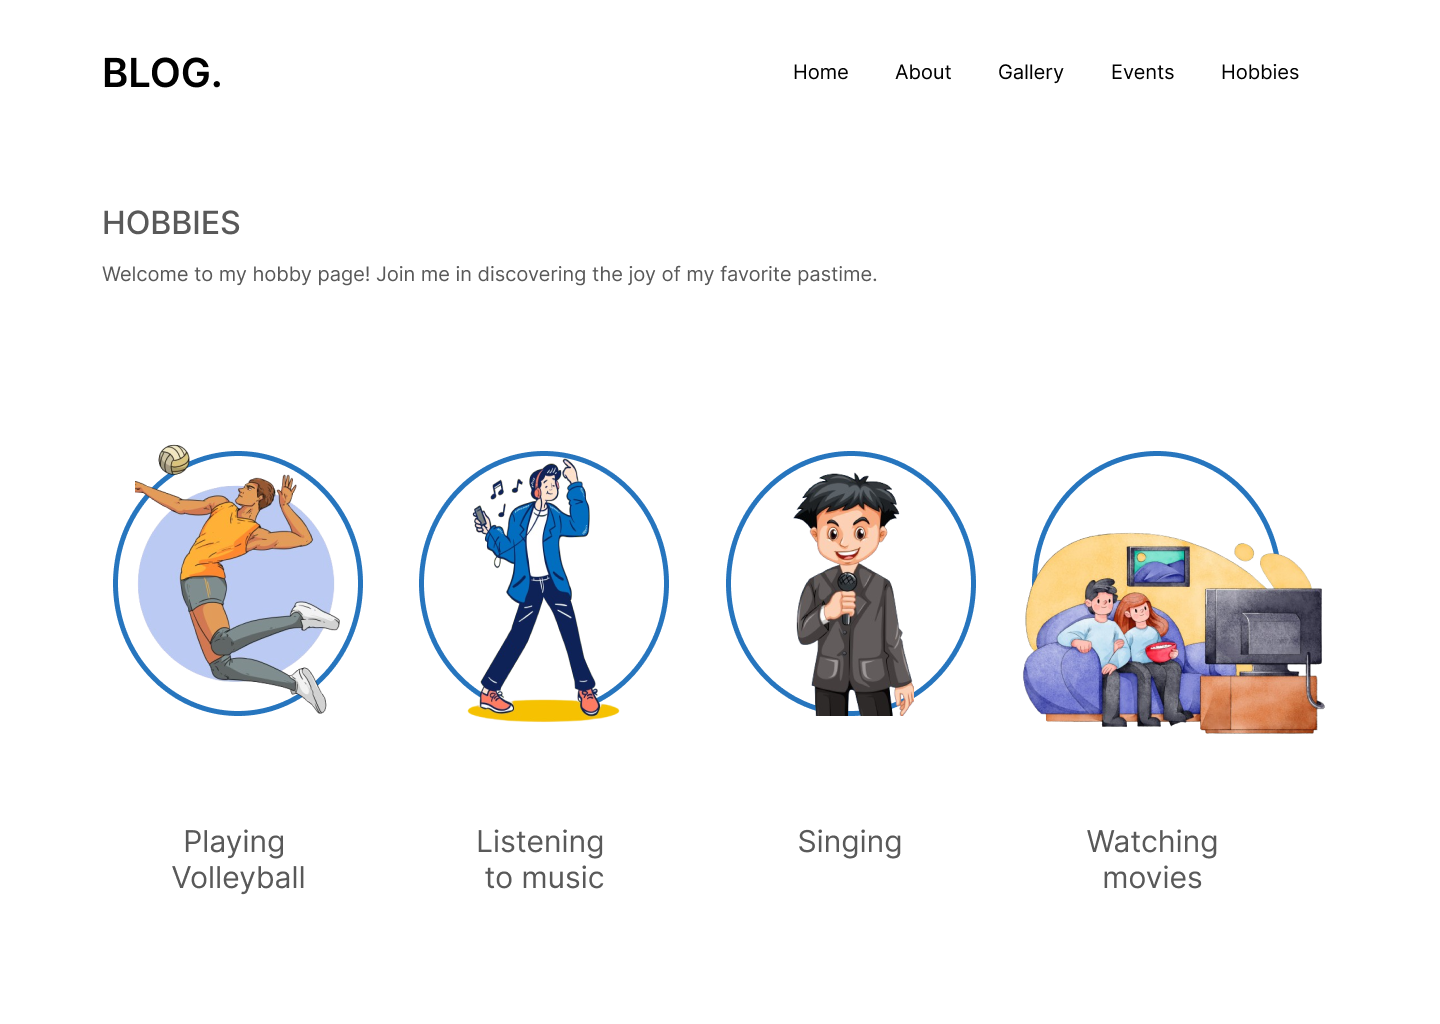 BLOG.
Home About Gallery Events Hobbies
HOBBIES
Welcome to my hobby page! Join me in discovering the joy of my favorite pastime.
Playing
Volleyball
Listening
to music
Singing
Watching
movies